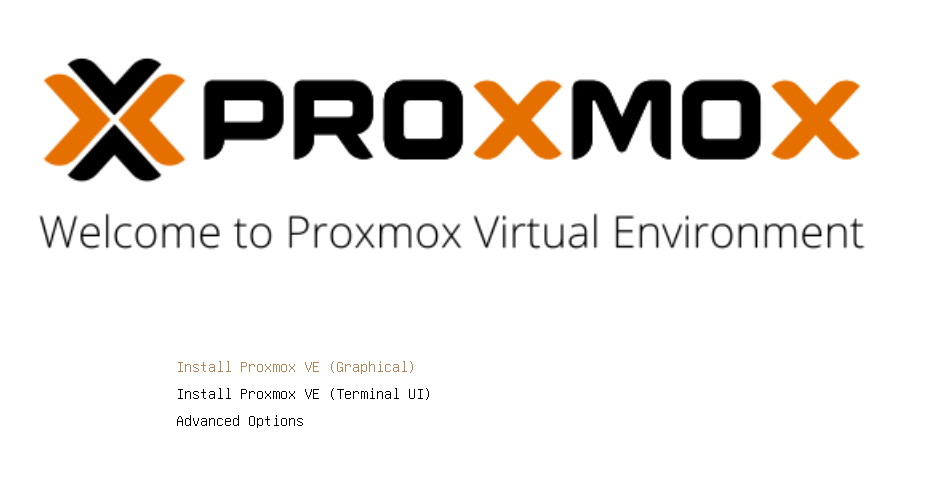 PROXMOX
Welcome to Proxmox Virtual Environment
Install Proxmox VE (Graphical)
Install Proxmox VE (Terminal UI)
Advanced Options